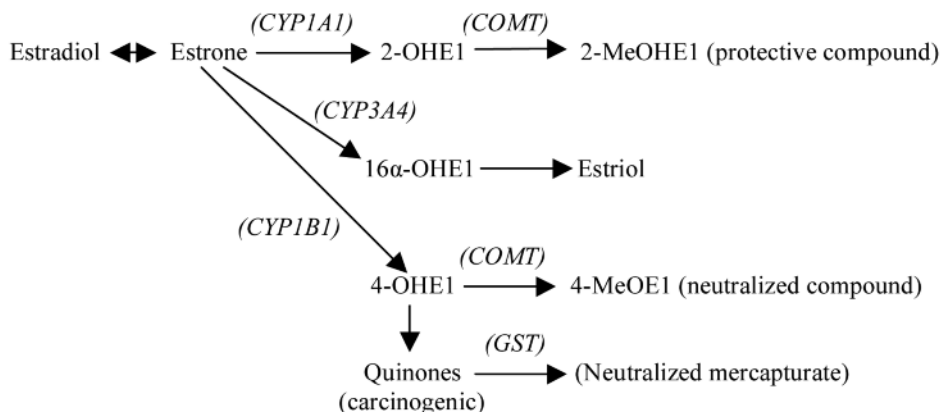 (CYP1A1) (COMT)
Estradiol Estrone 2-OHE1 2-MeOHE1 (protective compound)
(CYP3A4)
16α-OHE1 Estriol
(CYP1B1)
(COMT)
4-OHE1 4-MeOE1 (neutralized compound)
(GST)
Quinones (Neutralized mercapturate)
(carcinogenic)